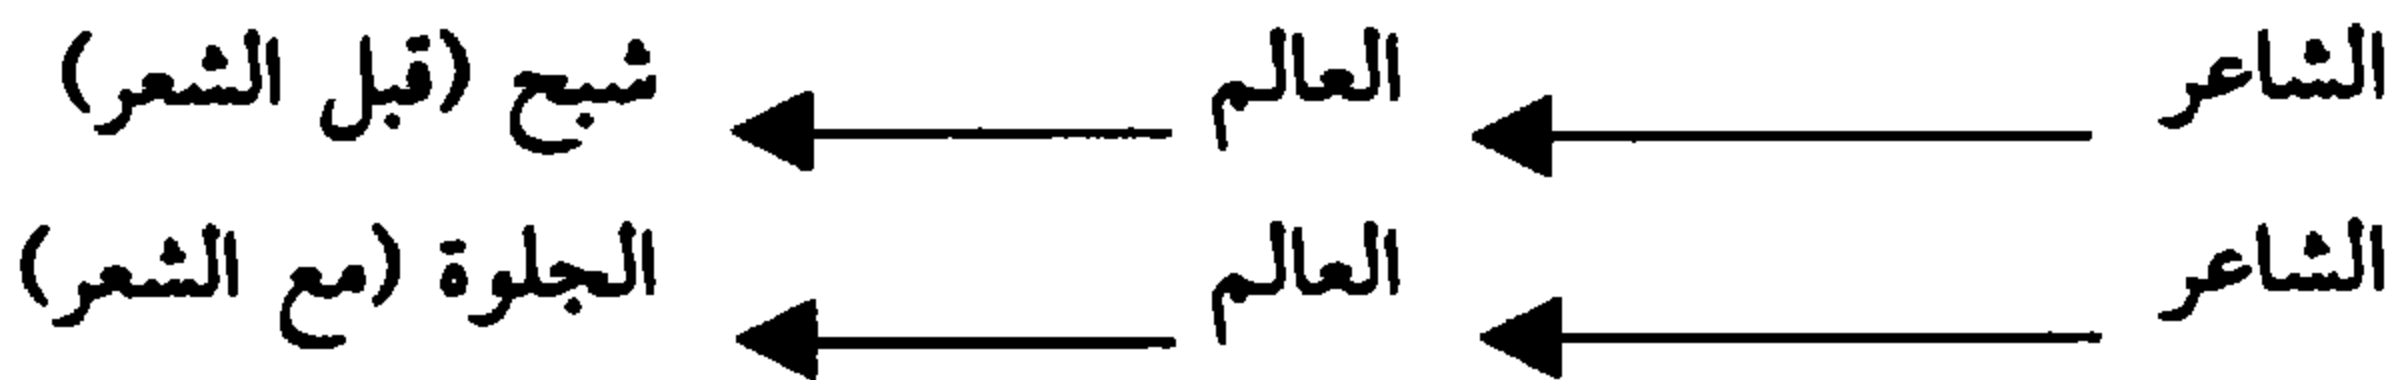 الشاعر ← العالم ← شبح (قبل الشعر)
الشاعر ← العالم ← الجلوة (مع الشعر)